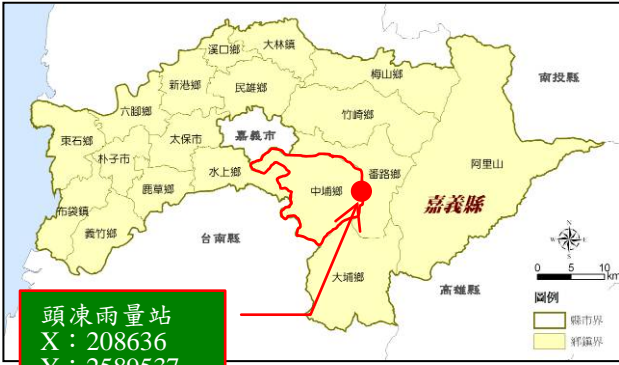 溪口鄉
大林鎮
梅山鄉
南投縣
新港鄉
民雄鄉
六腳鄉
竹崎鄉
東石鄉
太保市
嘉義市
朴子市
阿里山
水上鄉
番路鄉
鹿草鄉
中埔鄉
嘉義縣
布袋鎮
義竹鄉
台南縣
N
W
E
S
大埔鄉
高雄縣
0 5 10
km
圖例
縣市界
鄉鎮界
頭凍雨量站
X：208636
Y：2589537